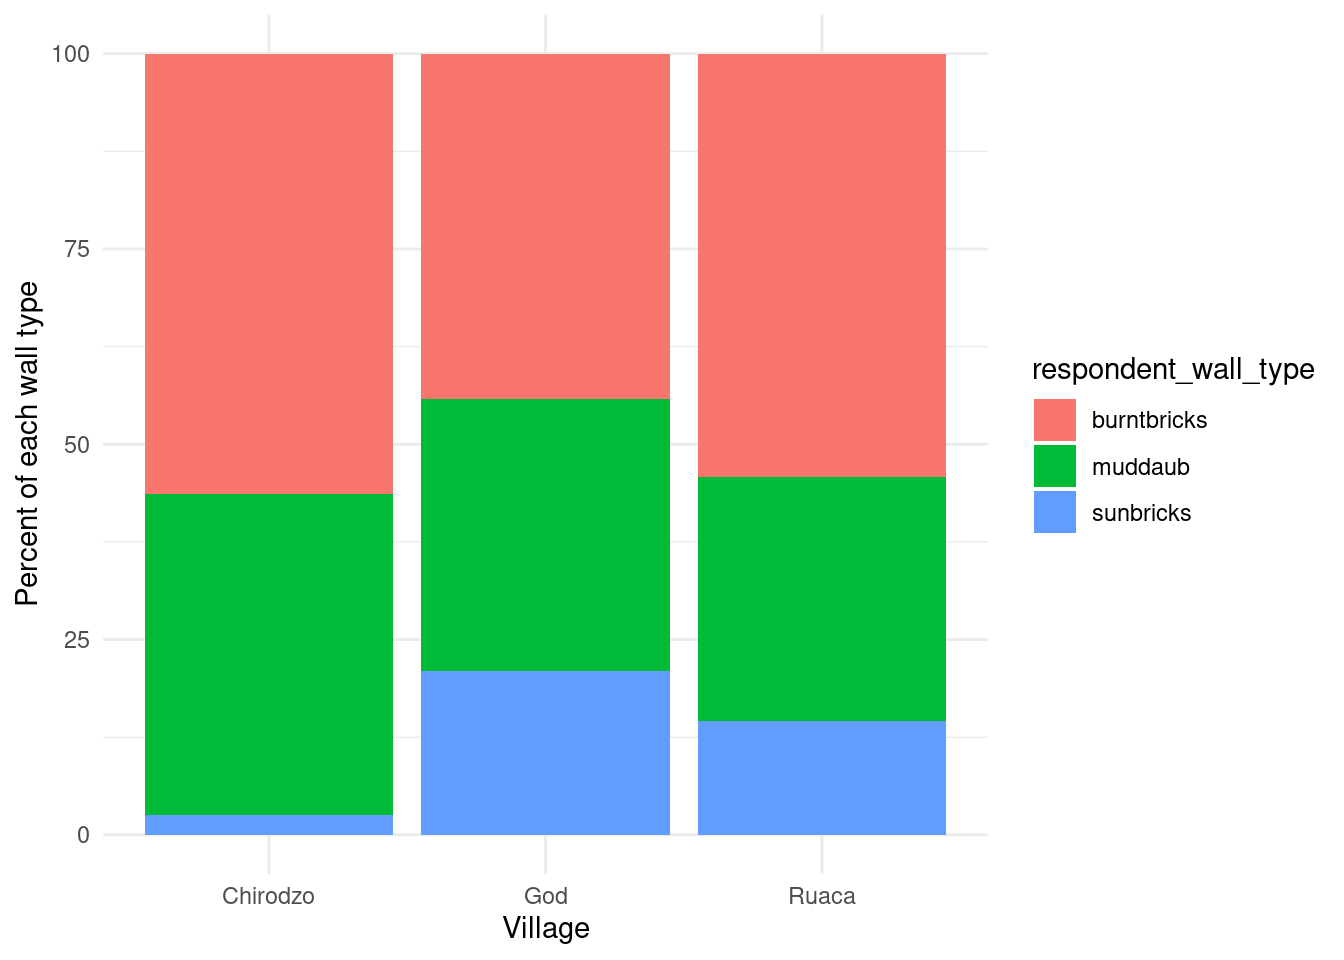 100
75
50
25
0
Percent of each wall type
Chirodzo
God
Ruaca
Village
respondent_wall_type
burntbricks
muddaub
sunbricks